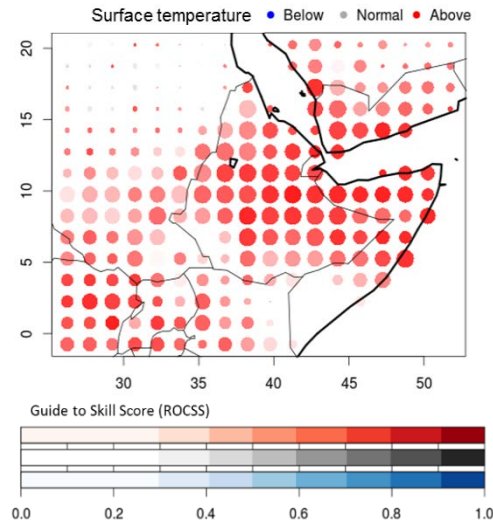 Surface temperature Below Normal Above
20
15
10
5
0
30 35 40 45 50
Guide to Skill Score (ROCSS)
0.0 0.2 0.4 0.6 0.8 1.0